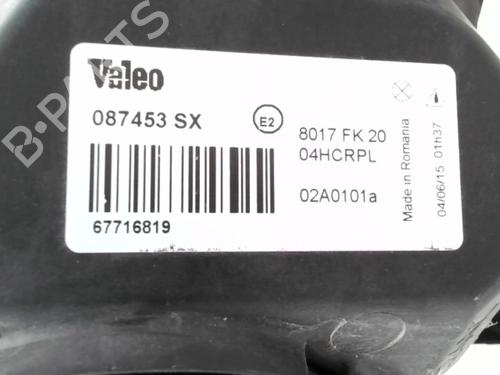 B-PARTS
Valeo
087453 SX
E2
8017 FK 20
04HCRPL
02A0101a
67716819
Made in Romania
04/06/15 01h37